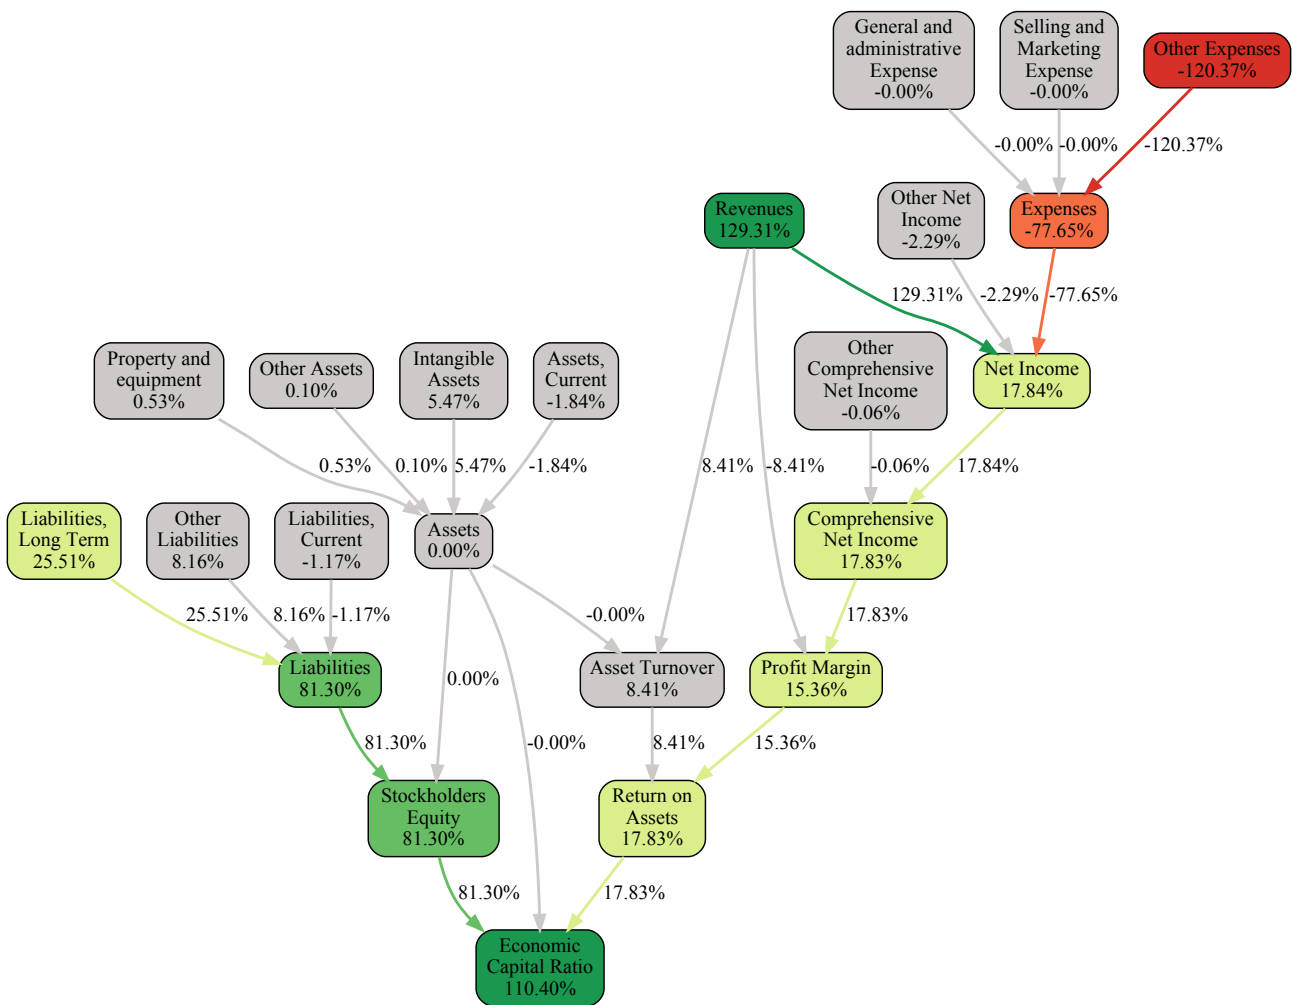 General and
administrative
Expense
-0.00%
Selling and
Marketing
Expense
-0.00%
Other Expenses
-120.37%
-0.00%
-0.00%
-120.37%
Revenues
129.31%
Other Net
Income
-2.29%
Expenses
-77.65%
129.31%
-2.29%
-77.65%
Property and
equipment
0.53%
Other Assets
0.10%
Intangible
Assets
5.47%
Assets,
Current
-1.84%
Other
Comprehensive
Net Income
-0.06%
Net Income
17.84%
0.53%
0.10%
5.47%
-1.84%
8.41%
-8.41%
-0.06%
17.84%
Liabilities,
Long Term
25.51%
Other
Liabilities
8.16%
Liabilities,
Current
-1.17%
Assets
0.00%
Comprehensive
Net Income
17.83%
25.51%
8.16%
-1.17%
-0.00%
17.83%
Liabilities
81.30%
0.00%
Asset Turnover
8.41%
Profit Margin
15.36%
81.30%
-0.00%
8.41%
15.36%
Stockholders
Equity
81.30%
Return on
Assets
17.83%
81.30%
17.83%
Economic
Capital Ratio
110.40%